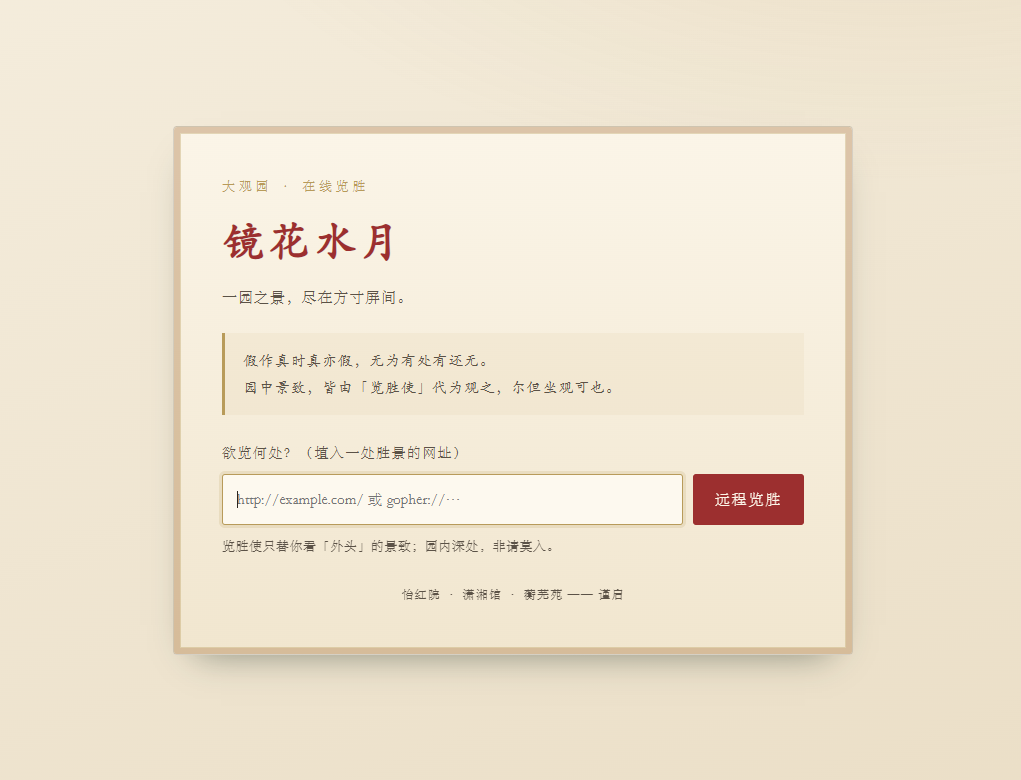 大观园 · 在线览胜
镜花水月
一园之景，尽在方寸屏间。
假作真时真亦假，无为有处有还无。
园中景致，皆由「览胜使」代为观之，尔但坐观可也。
欲览何处？（填入一处胜景的网址）
http://example.com/ 或 gopher://…
远程览胜
览胜使只替你看「外头」的景致；园内深处，非请莫入。
怡红院 · 潇湘馆 · 蘅芜苑 —— 谨启